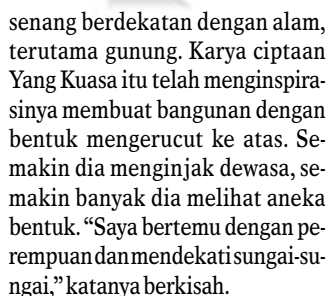 senang berdekatan dengan alam,
terutama gunung. Karya ciptaan
Yang Kuasa itu telah menginspira-
sinya membuat bangunan dengan
bentuk mengerucut ke atas. Se-
makin dia menginjak dewasa, se-
makin banyak dia melihat aneka
bentuk. “Saya bertemu dengan pe-
rempuan dan mendekati sungai-su-
ngai,” katanya berkisah.